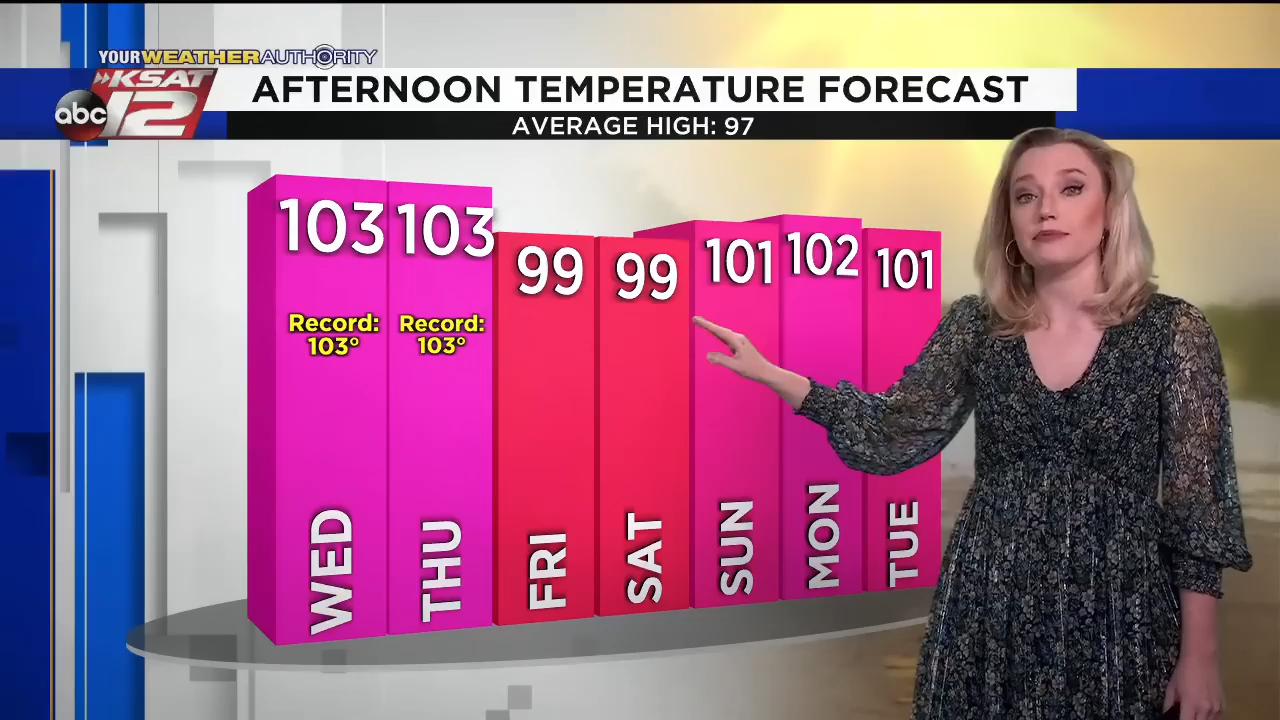 YOUR WEATHER AUTHORITY
KSAT
abc 12
AFTERNOON TEMPERATURE FORECAST
AVERAGE HIGH: 97
103 103 99 99 101 102 101
Record: Record:
103° 103°
WED THU FRI SAT SUN MON TUE